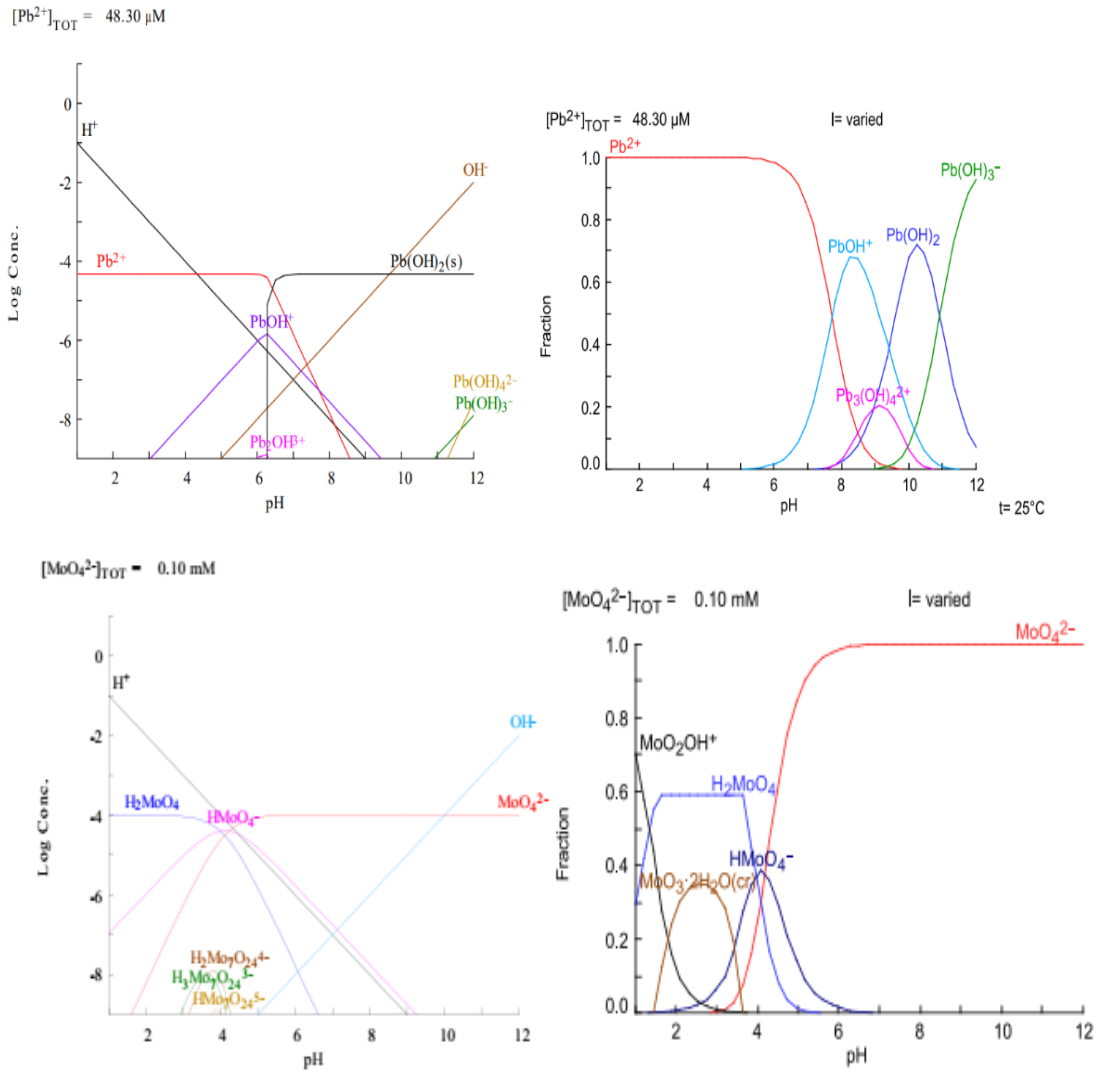 [Pb²⁺]TOT = 48.30 μM
Log Conc.
0
-2
-4
-6
-8
H⁺
Pb²⁺
OH⁻
Pb(OH)₂(s)
PbOH⁺
Pb₂OH³⁺
Pb(OH)₄²⁻
Pb(OH)₃⁻
2 4 6 8 10 12
pH
[Pb²⁺]TOT = 48.30 μM I= varied
Fraction
1.0
0.8
0.6
0.4
0.2
0.0
Pb²⁺
PbOH⁺
Pb(OH)₂
Pb(OH)₃⁻
Pb₃(OH)₄²⁺
2 4 6 8 10 12
pH
t= 25°C
[MoO₄²⁻]TOT = 0.10 mM
Log Conc.
0
-2
-4
-6
-8
H⁺
OH-
H₂MoO₄
HMoO₄⁻
MoO₄²⁻
H₂Mo₇O₂₄⁴⁻
H₃Mo₇O₂₄³⁻
HMo₇O₂₄⁵⁻
2 4 6 8 10 12
pH
[MoO₄²⁻]TOT = 0.10 mM I= varied
Fraction
1.0
0.8
0.6
0.4
0.2
0.0
MoO₄²⁻
MoO₂OH⁺
H₂MoO₄
HMoO₄⁻
MoO₃·2H₂O(cr)
2 4 6 8 10 12
pH